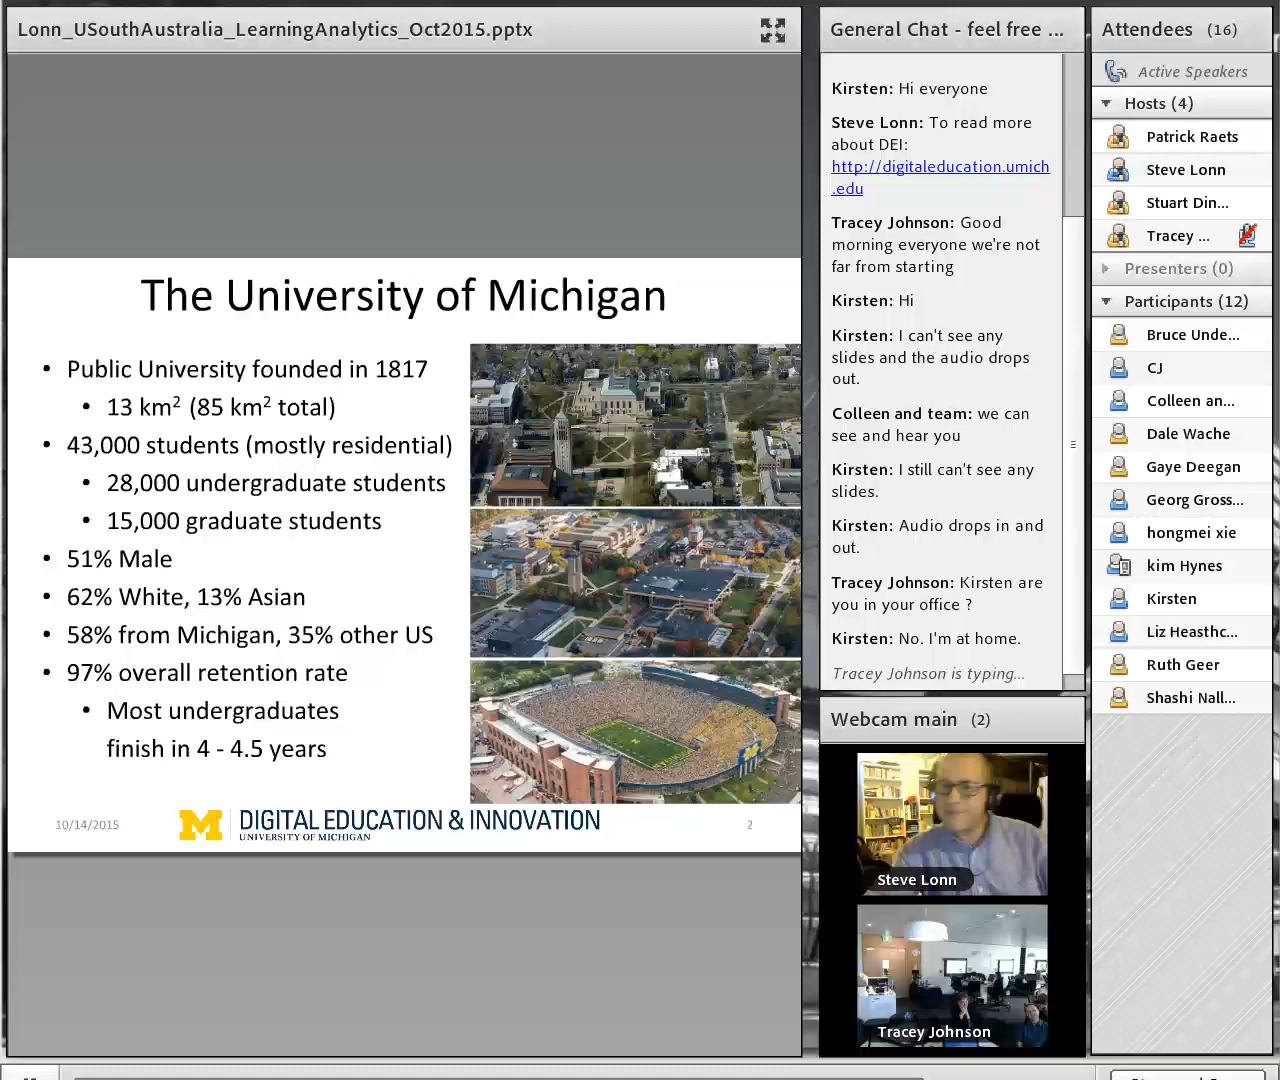 Lonn_USouthAustralia_LearningAnalytics_Oct2015.pptx
The University of Michigan
• Public University founded in 1817
• 13 km² (85 km² total)
• 43,000 students (mostly residential)
• 28,000 undergraduate students
• 15,000 graduate students
• 51% Male
• 62% White, 13% Asian
• 58% from Michigan, 35% other US
• 97% overall retention rate
• Most undergraduates
finish in 4 - 4.5 years
10/14/2015
M
DIGITAL EDUCATION & INNOVATION
UNIVERSITY OF MICHIGAN
2
General Chat - feel free ...
Kirsten: Hi everyone
Steve Lonn: To read more
about DEI:
http://digitaleducation.umich
.edu
Tracey Johnson: Good
morning everyone we're not
far from starting
Kirsten: Hi
Kirsten: I can't see any
slides and the audio drops
out.
Colleen and team: we can
see and hear you
Kirsten: I still can't see any
slides.
Kirsten: Audio drops in and
out.
Tracey Johnson: Kirsten are
you in your office ?
Kirsten: No. I'm at home.
Tracey Johnson is typing...
Webcam main (2)
Steve Lonn
Tracey Johnson
Attendees (16)
Active Speakers
Hosts (4)
Patrick Raets
Steve Lonn
Stuart Din...
Tracey ...
Presenters (0)
Participants (12)
Bruce Unde...
CJ
Colleen an...
Dale Wache
Gaye Deegan
Georg Gross...
hongmei xie
kim Hynes
Kirsten
Liz Heasthc...
Ruth Geer
Shashi Nall...